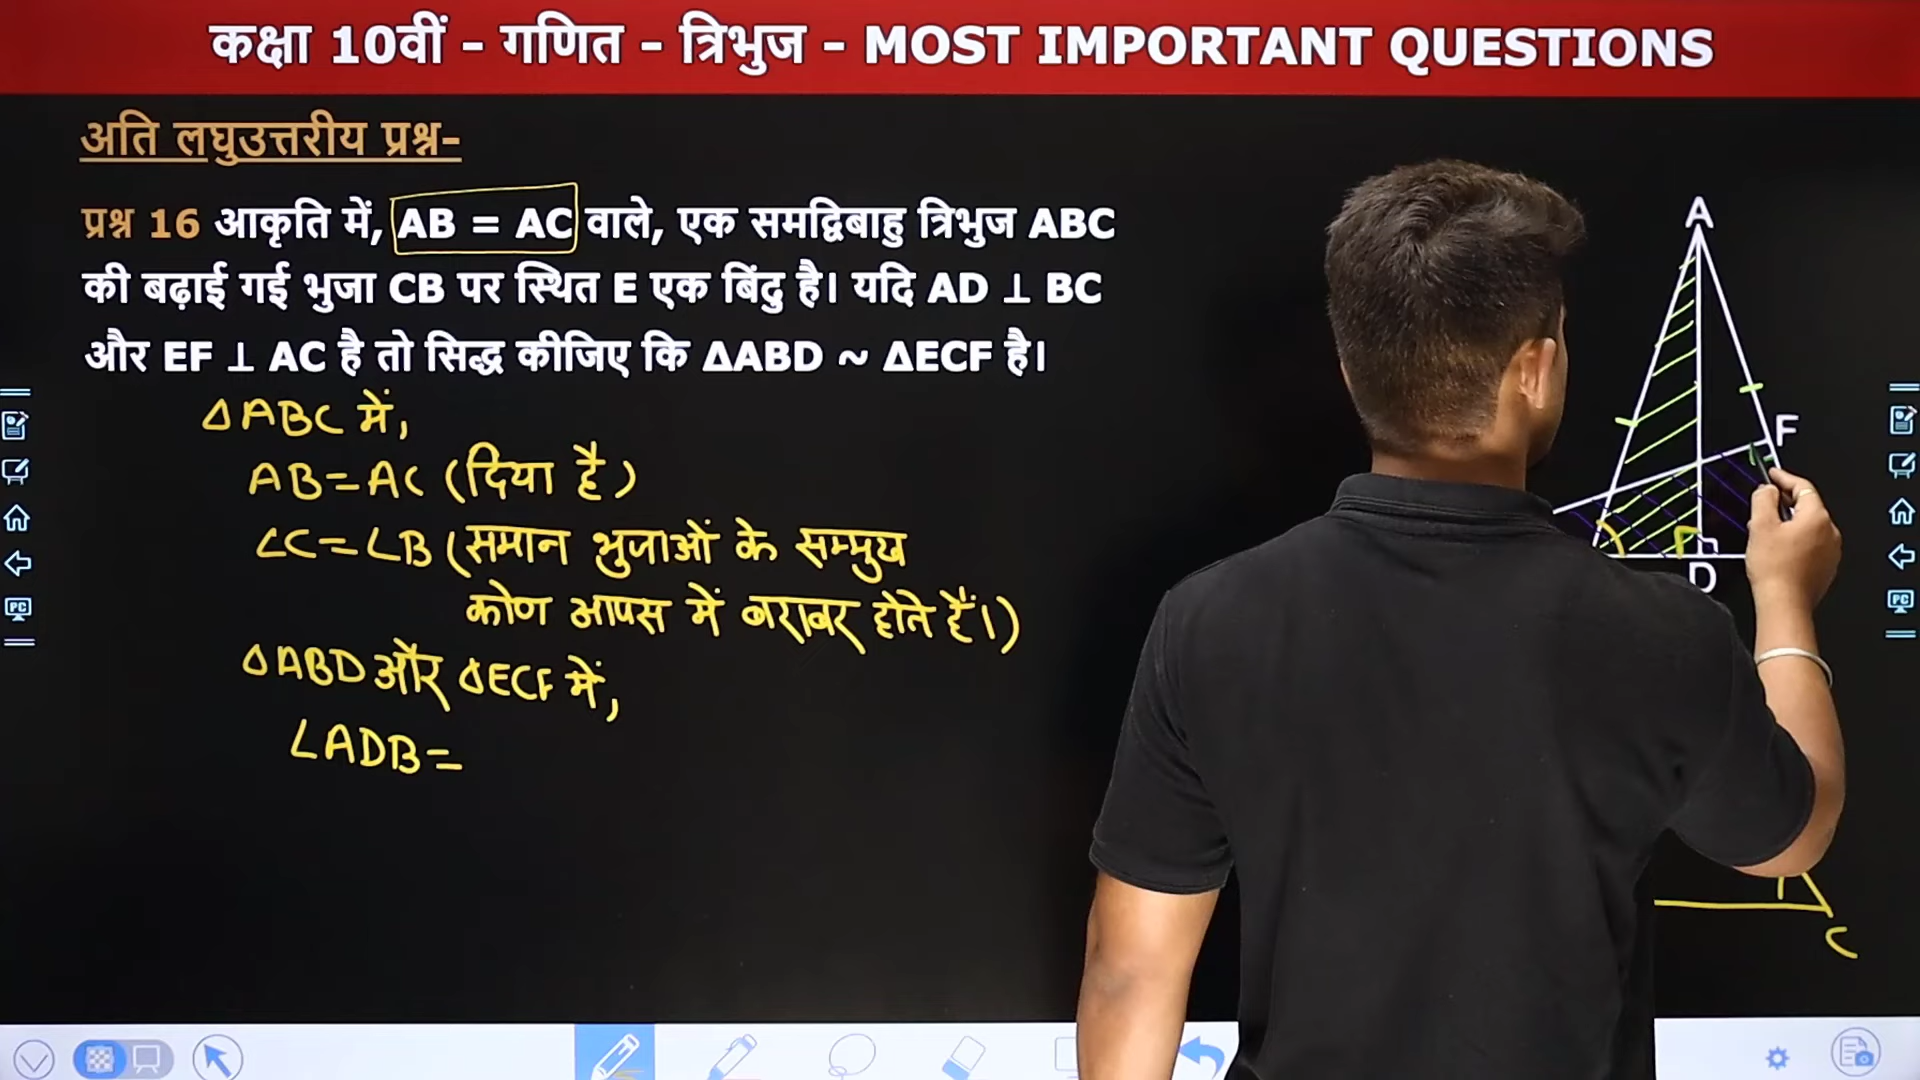 कक्षा 10वीं - गणित - त्रिभुज - MOST IMPORTANT QUESTIONS
अति लघुउत्तरीय प्रश्न-
प्रश्न 16 आकृति में, AB = AC वाले, एक समद्विबाहु त्रिभुज ABC
की बढ़ाई गई भुजा CB पर स्थित E एक बिंदु है। यदि AD ⊥ BC
और EF ⊥ AC है तो सिद्ध कीजिए कि ΔABD ~ ΔECF है।
ΔABC में,
AB=AC (दिया है)
∠C=∠B (समान भुजाओं के सम्मुख
कोण आपस में बराबर होते हैं।)
ΔABD और ΔECF में,
∠ADB=
A
F
D
C
PC
PC